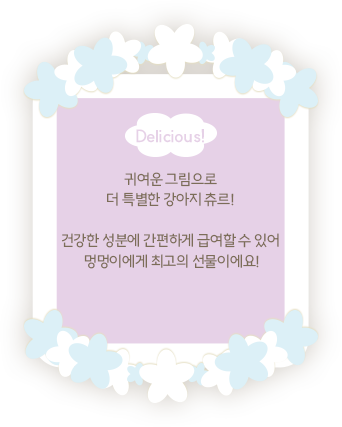 Delicious!
귀여운 그림으로
더 특별한 강아지 츄르!
건강한 성분에 간편하게 급여할 수 있어
멍멍이에게 최고의 선물이에요!